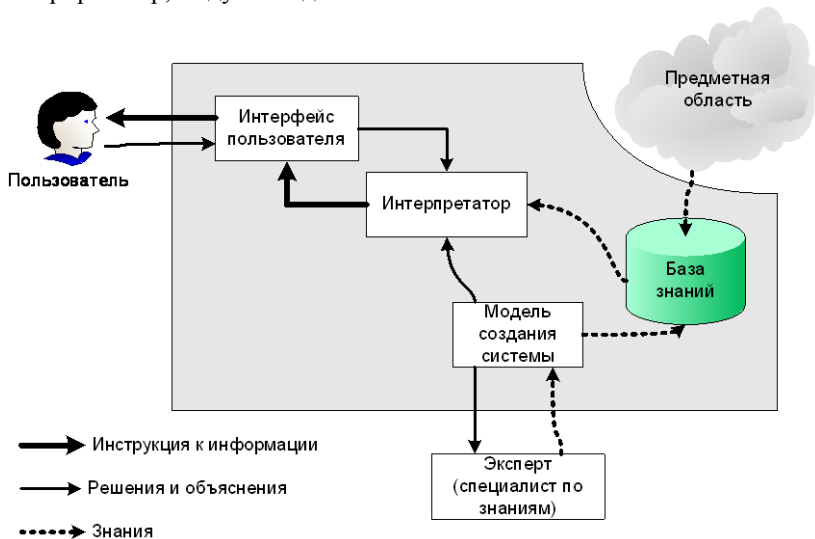 Предметная
область
Интерфейс
пользователя
Пользователь
Интерпретатор
База
знаний
Модель
создания
системы
Инструкция к информации
Эксперт
(специалист по
знаниям)
Решения и объяснения
Знания